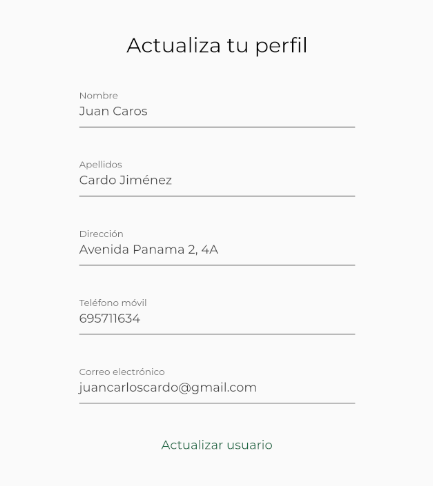 Actualiza tu perfil
Nombre
Juan Caros
Apellidos
Cardo Jiménez
Dirección
Avenida Panama 2, 4A
Teléfono móvil
695711634
Correo electrónico
juancarloscardo@gmail.com
Actualizar usuario